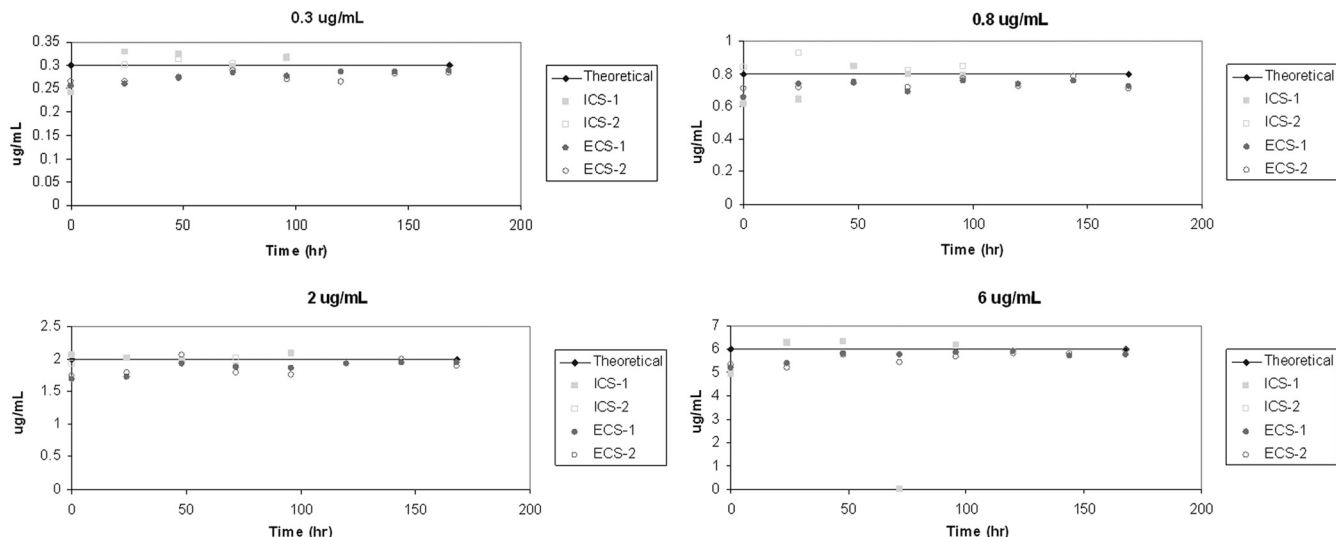 0.3 ug/mL
0.35
0.3
0.25
0.2
0.15
0.1
0.05
0
ug/mL
0 50 100 150 200
Time (hr)
Theoretical
ICS-1
ICS-2
ECS-1
ECS-2
0.8 ug/mL
1
0.8
0.6
0.4
0.2
0
ug/mL
0 50 100 150 200
Time (hr)
Theoretical
ICS-1
ICS-2
ECS-1
ECS-2
2 ug/mL
2.5
2
1.5
1
0.5
0
ug/mL
0 50 100 150 200
Time (hr)
Theoretical
ICS-1
ICS-2
ECS-1
ECS-2
6 ug/mL
7
6
5
4
3
2
1
0
ug/mL
0 50 100 150 200
Time (hr)
Theoretical
ICS-1
ICS-2
ECS-1
ECS-2